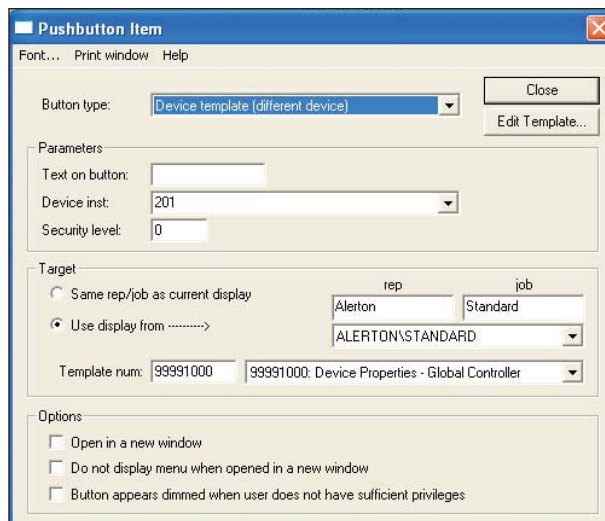 Pushbutton Item
Font... Print window Help
Button type: Device template (different device)
Close
Edit Template...
Parameters
Text on button:
Device inst: 201
Security level: 0
Target
rep job
Same rep/job as current display
Alerton Standard
Use display from ---------->
ALERTON\STANDARD
Template num: 99991000 99991000: Device Properties - Global Controller
Options
Open in a new window
Do not display menu when opened in a new window
Button appears dimmed when user does not have sufficient privileges